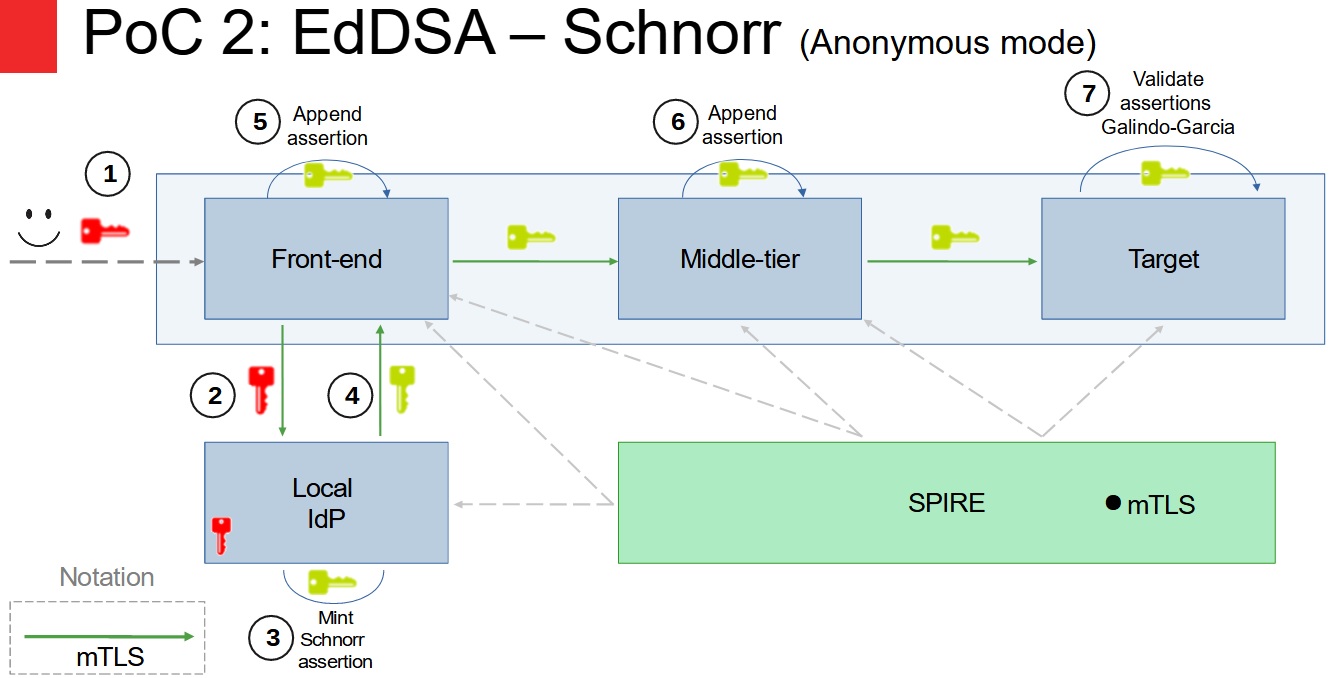 PoC 2: EdDSA – Schnorr (Anonymous mode)
1
5
Append
assertion
6
Append
assertion
7
Validate
assertions
Galindo-Garcia
Front-end
Middle-tier
Target
2
4
Local
IdP
SPIRE
● mTLS
3
Mint
Schnorr
assertion
Notation
mTLS